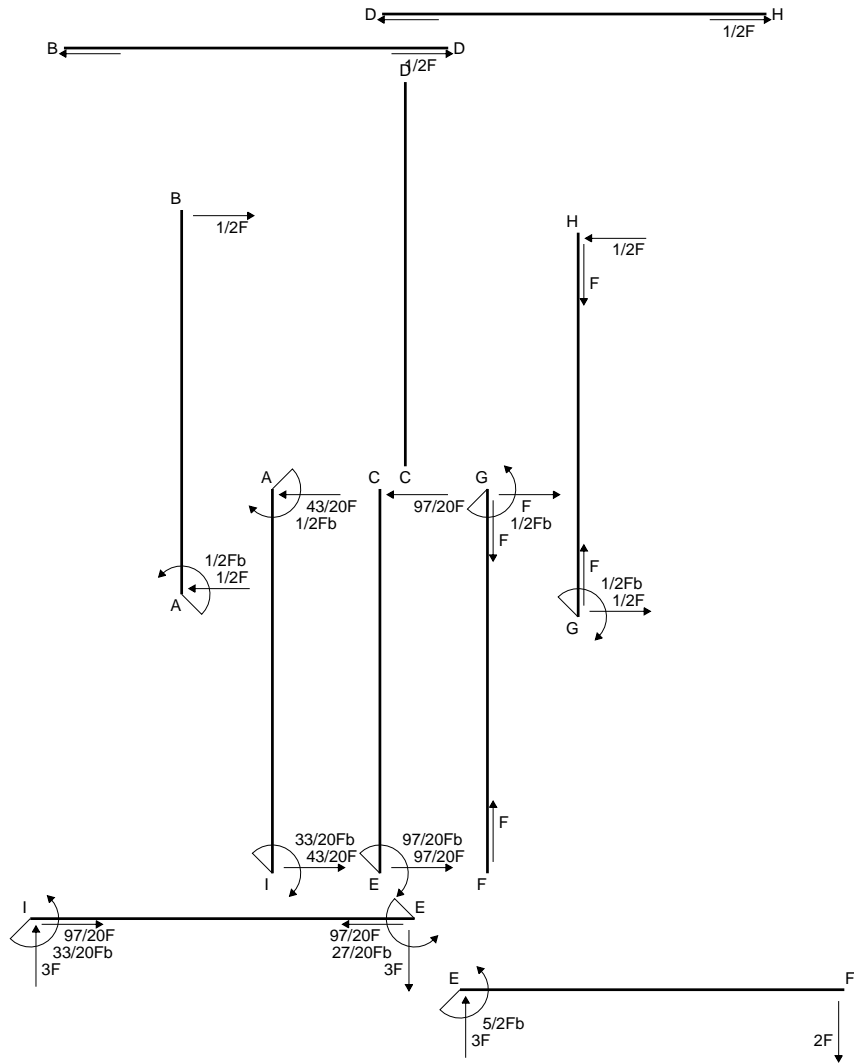 D H
1/2F
B D
1/2F
D
B
1/2F
H
1/2F
F
A C C G
43/20F 97/20F F
1/2Fb 1/2Fb
F
1/2Fb
1/2F
A
F
1/2Fb
1/2F
G
F
33/20Fb 97/20Fb
43/20F 97/20F
I E F
I E
97/20F 97/20F
33/20Fb 27/20Fb
3F 3F
E F
5/2Fb
3F 2F